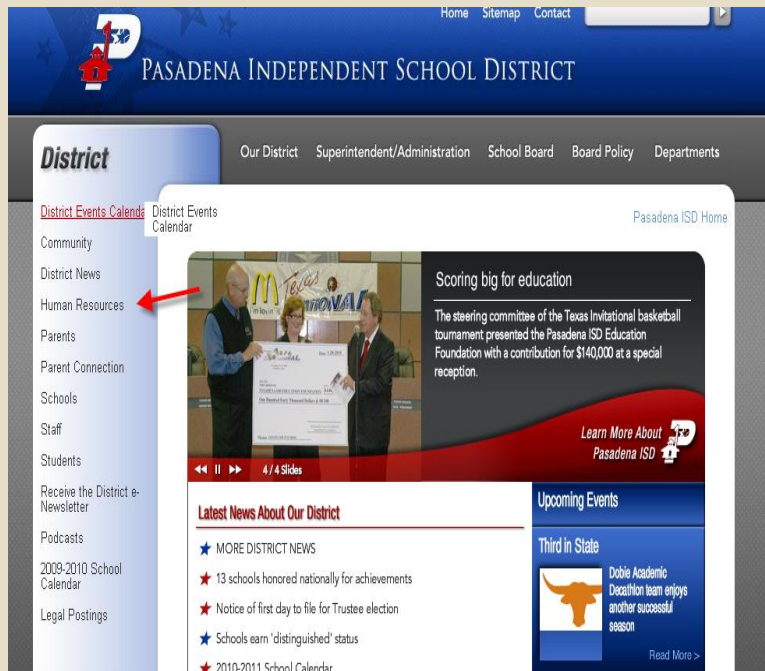 Home Sitemap Contact
PASADENA INDEPENDENT SCHOOL DISTRICT
District
Our District Superintendent/Administration School Board Board Policy Departments
District Events Calenda
District Events
Calendar
Pasadena ISD Home
Community
District News
Human Resources
Parents
Parent Connection
Schools
Staff
Students
Receive the District e-
Newsletter
Podcasts
2009-2010 School
Calendar
Legal Postings
Texas
i'm lovin' it
Scoring big for education
The steering committee of the Texas Invitational basketball
tournament presented the Pasadena ISD Education
Foundation with a contribution for $140,000 at a special
reception.
Learn More About
Pasadena ISD
4 / 4 Slides
Latest News About Our District
MORE DISTRICT NEWS
13 schools honored nationally for achievements
Notice of first day to file for Trustee election
Schools earn 'distinguished' status
2010-2011 School Calendar
Upcoming Events
Third in State
Dobie Academic
Decathlon team enjoys
another successful
season
Read More >